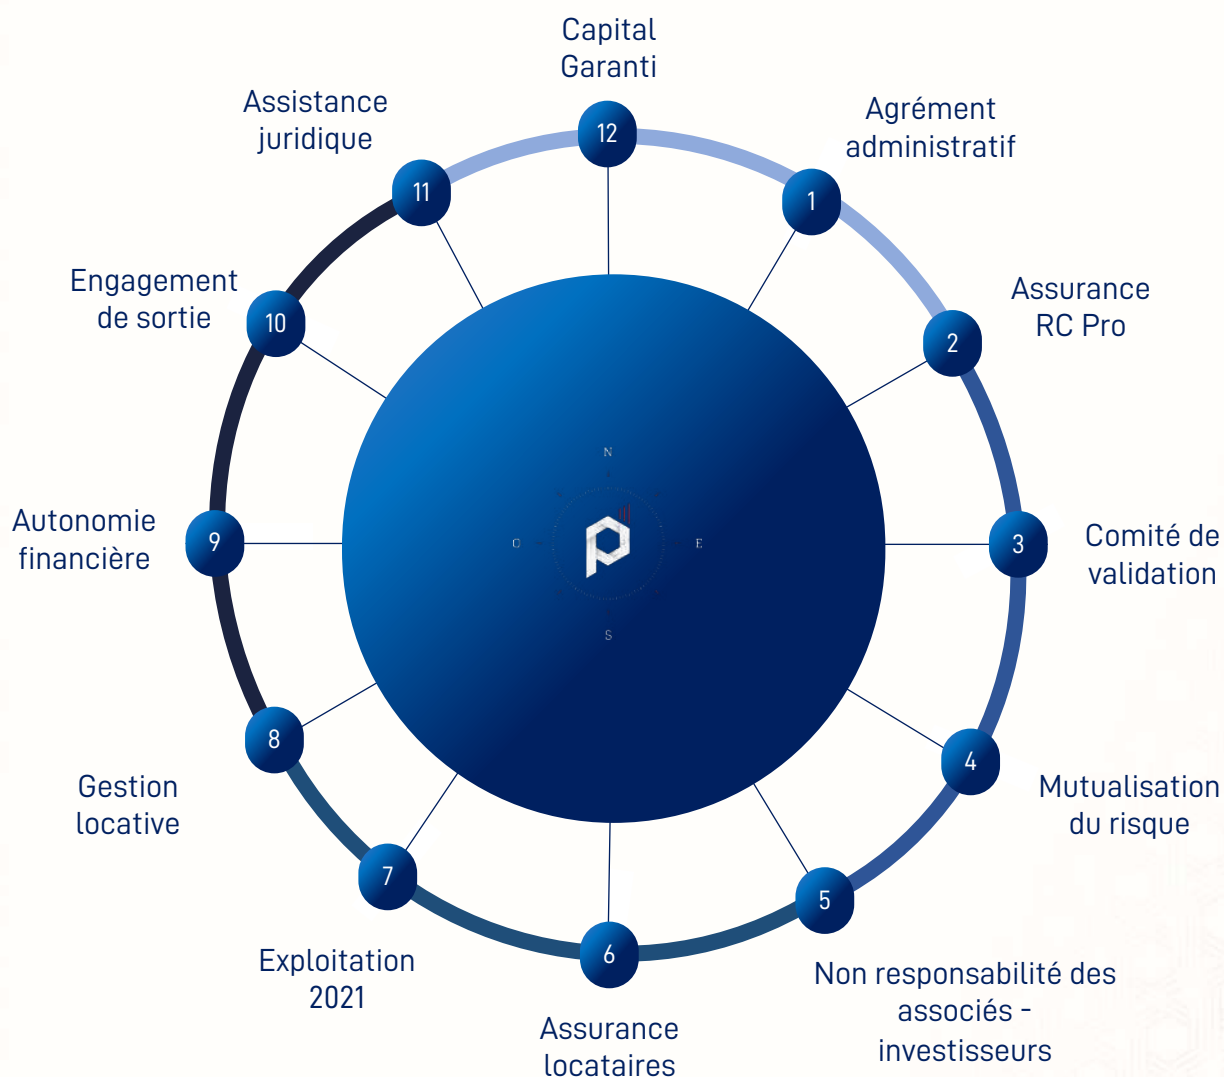 Capital
Garanti
12
Agrément
administratif
1
Assurance
RC Pro
2
Comité de
validation
3
Mutualisation
du risque
4
Non responsabilité des
associés -
investisseurs
5
Assurance
locataires
6
Exploitation
2021
7
Gestion
locative
8
Autonomie
financière
9
Engagement
de sortie
10
Assistance
juridique
11
N
O
E
S